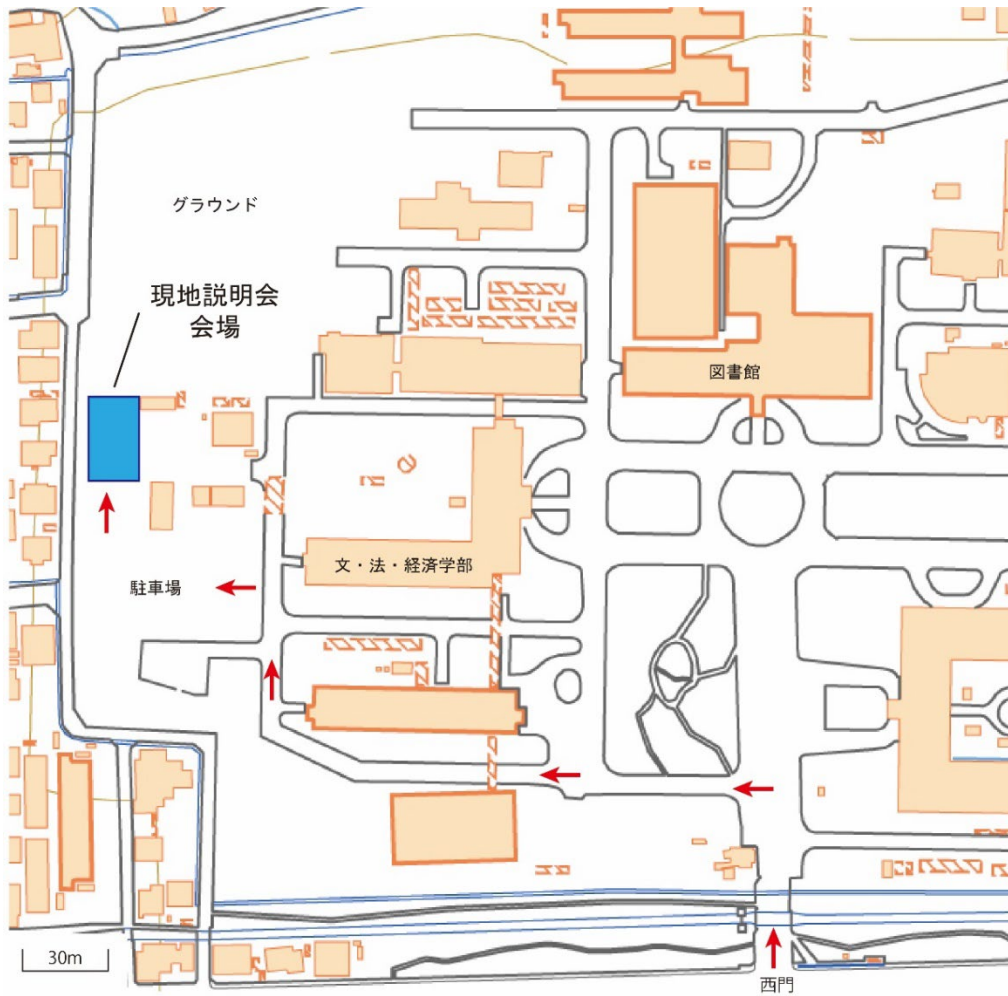 グラウンド
現地説明会
会場
図書館
文・法・経済学部
駐車場
30m
西門